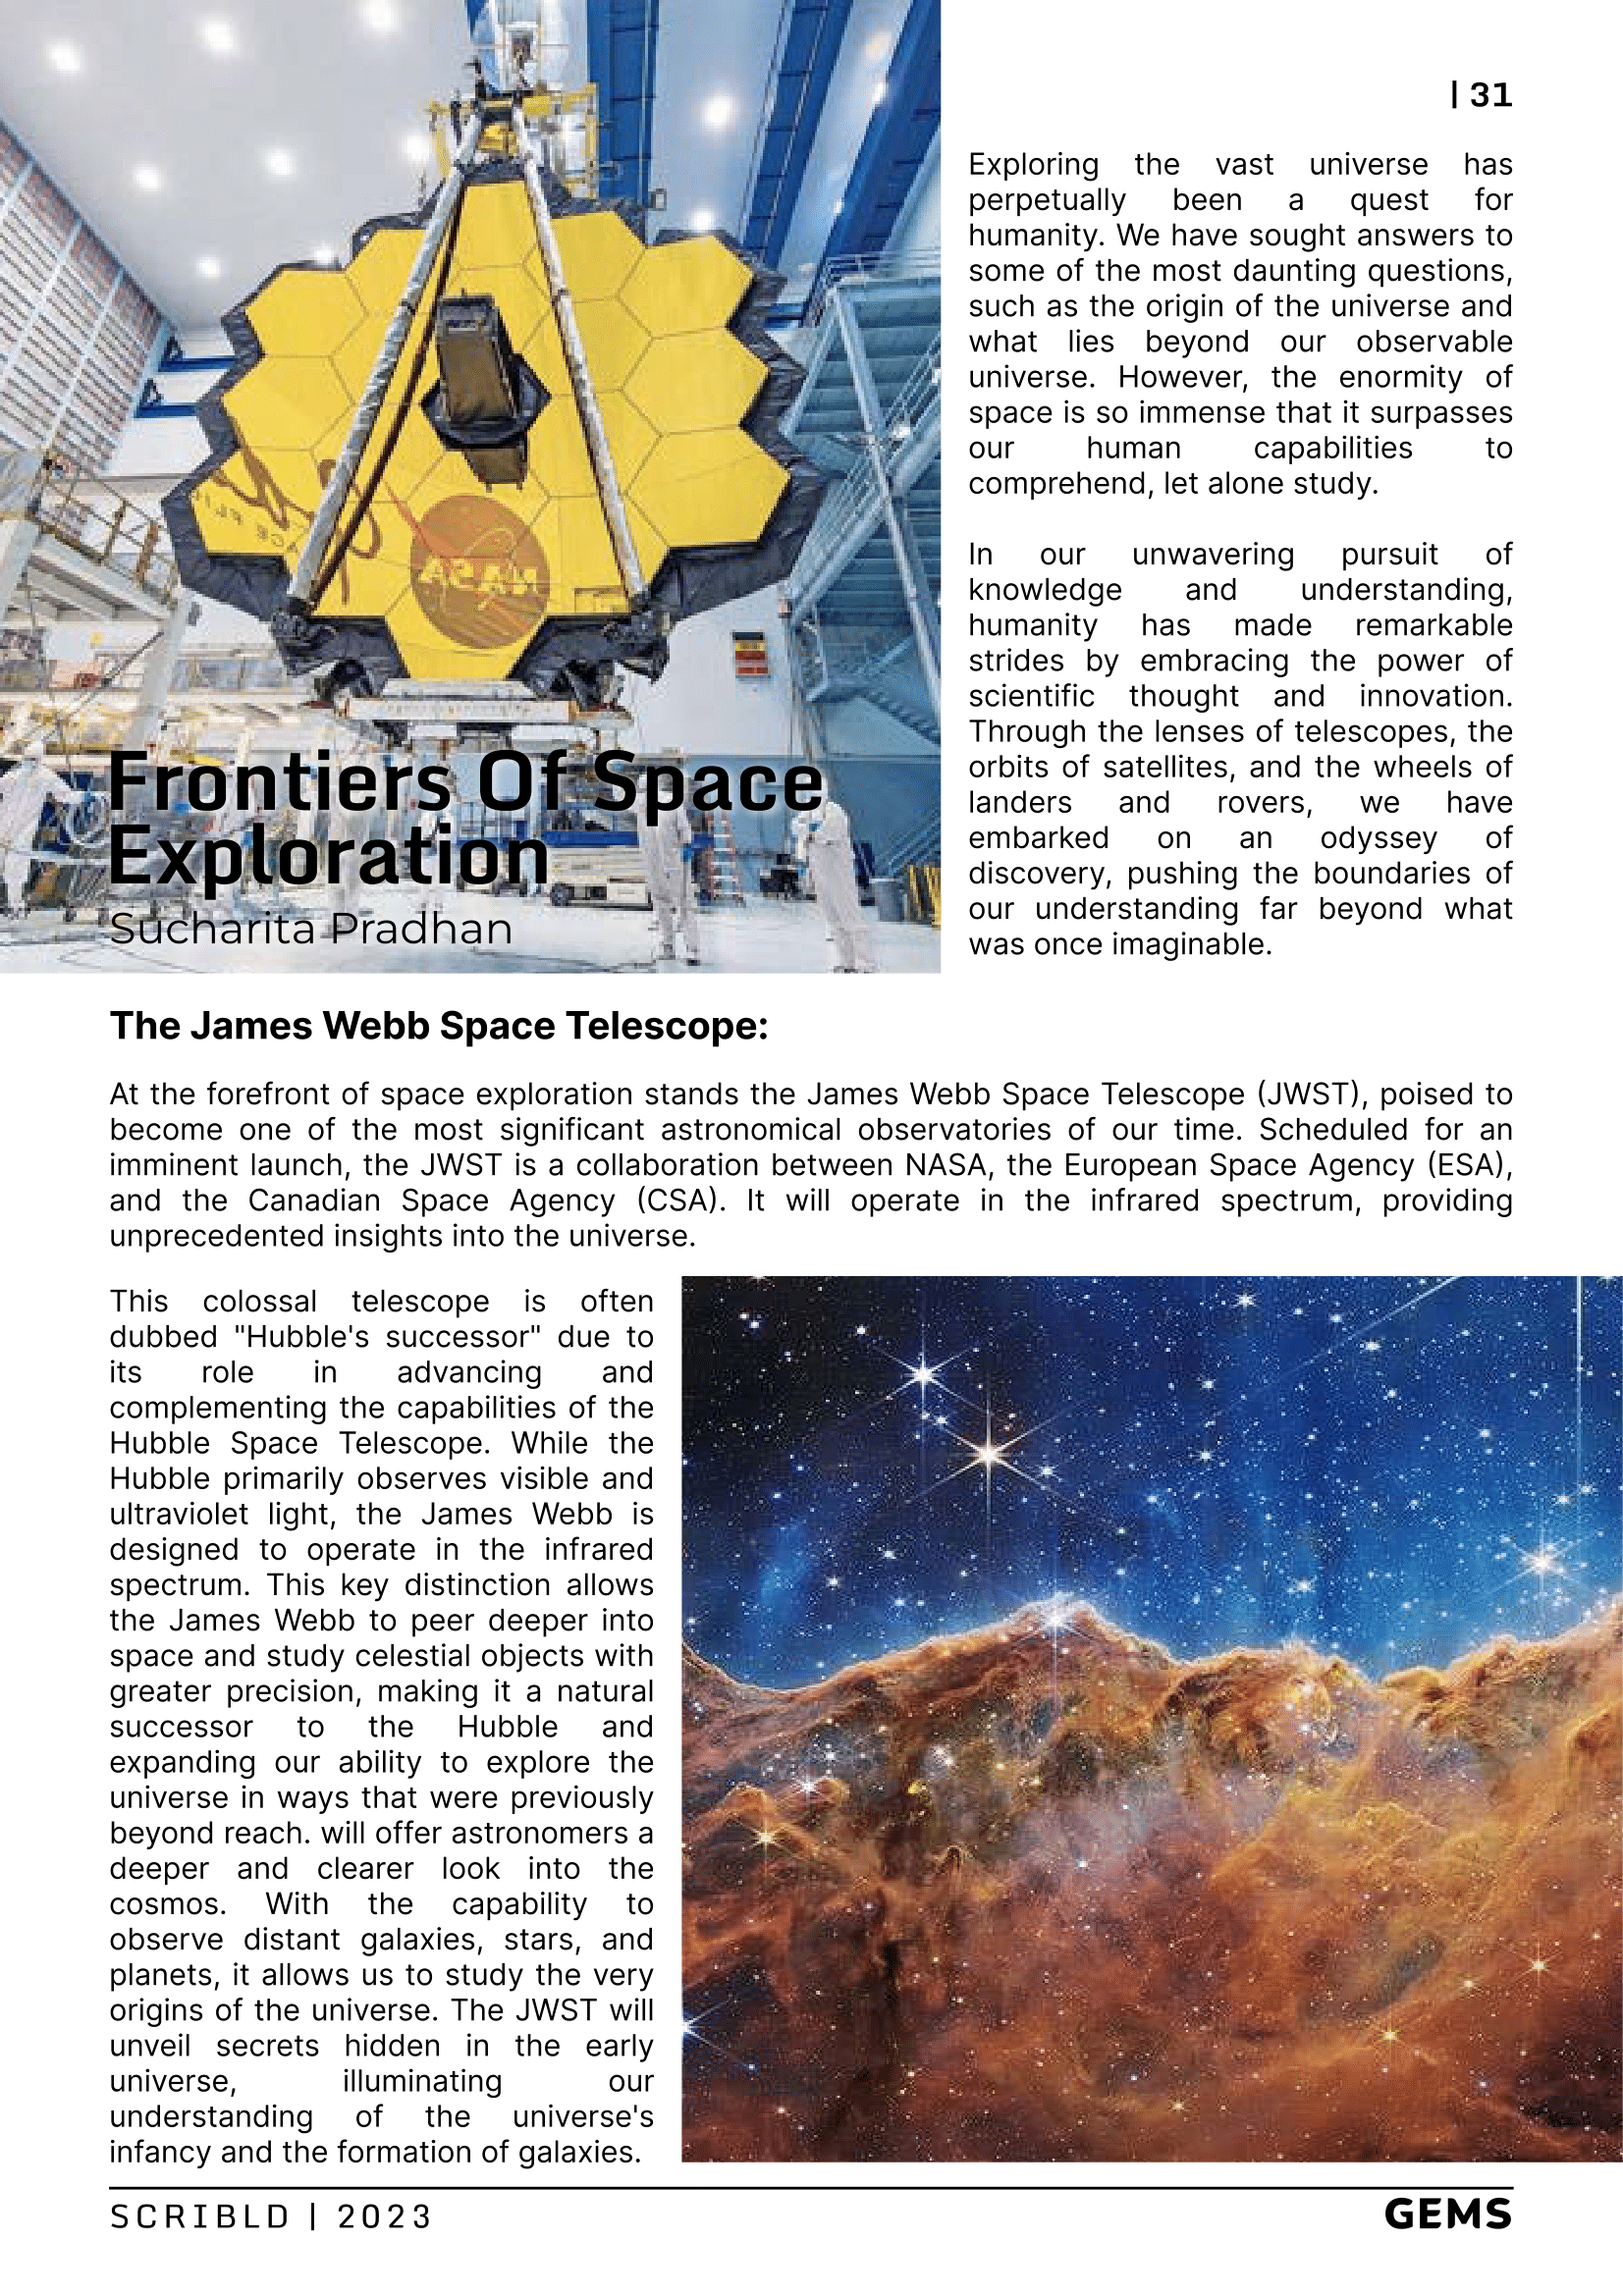 | 31
Exploring the vast universe has
perpetually been a quest for
humanity. We have sought answers to
some of the most daunting questions,
such as the origin of the universe and
what lies beyond our observable
universe. However, the enormity of
space is so immense that it surpasses
our human capabilities to
comprehend, let alone study.
In our unwavering pursuit of
knowledge and understanding,
humanity has made remarkable
strides by embracing the power of
scientific thought and innovation.
Through the lenses of telescopes, the
orbits of satellites, and the wheels of
landers and rovers, we have
embarked on an odyssey of
discovery, pushing the boundaries of
our understanding far beyond what
was once imaginable.
NASA
Frontiers Of Space
Exploration
Sucharita Pradhan
The James Webb Space Telescope:
At the forefront of space exploration stands the James Webb Space Telescope (JWST), poised to
become one of the most significant astronomical observatories of our time. Scheduled for an
imminent launch, the JWST is a collaboration between NASA, the European Space Agency (ESA),
and the Canadian Space Agency (CSA). It will operate in the infrared spectrum, providing
unprecedented insights into the universe.
This colossal telescope is often
dubbed "Hubble's successor" due to
its role in advancing and
complementing the capabilities of the
Hubble Space Telescope. While the
Hubble primarily observes visible and
ultraviolet light, the James Webb is
designed to operate in the infrared
spectrum. This key distinction allows
the James Webb to peer deeper into
space and study celestial objects with
greater precision, making it a natural
successor to the Hubble and
expanding our ability to explore the
universe in ways that were previously
beyond reach. will offer astronomers a
deeper and clearer look into the
cosmos. With the capability to
observe distant galaxies, stars, and
planets, it allows us to study the very
origins of the universe. The JWST will
unveil secrets hidden in the early
universe, illuminating our
understanding of the universe's
infancy and the formation of galaxies.
SCRIBLD | 2023
GEMS